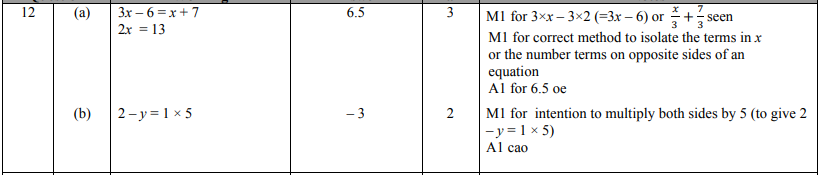 12 (a) 3x – 6 = x + 7 6.5 3 M1 for 3×x – 3×2 (=3x – 6) or x/3 + 7/3 seen
2x = 13 M1 for correct method to isolate the terms in x
or the number terms on opposite sides of an
equation
A1 for 6.5 oe
(b) 2 – y = 1 × 5 – 3 2 M1 for intention to multiply both sides by 5 (to give 2
– y = 1 × 5)
A1 cao